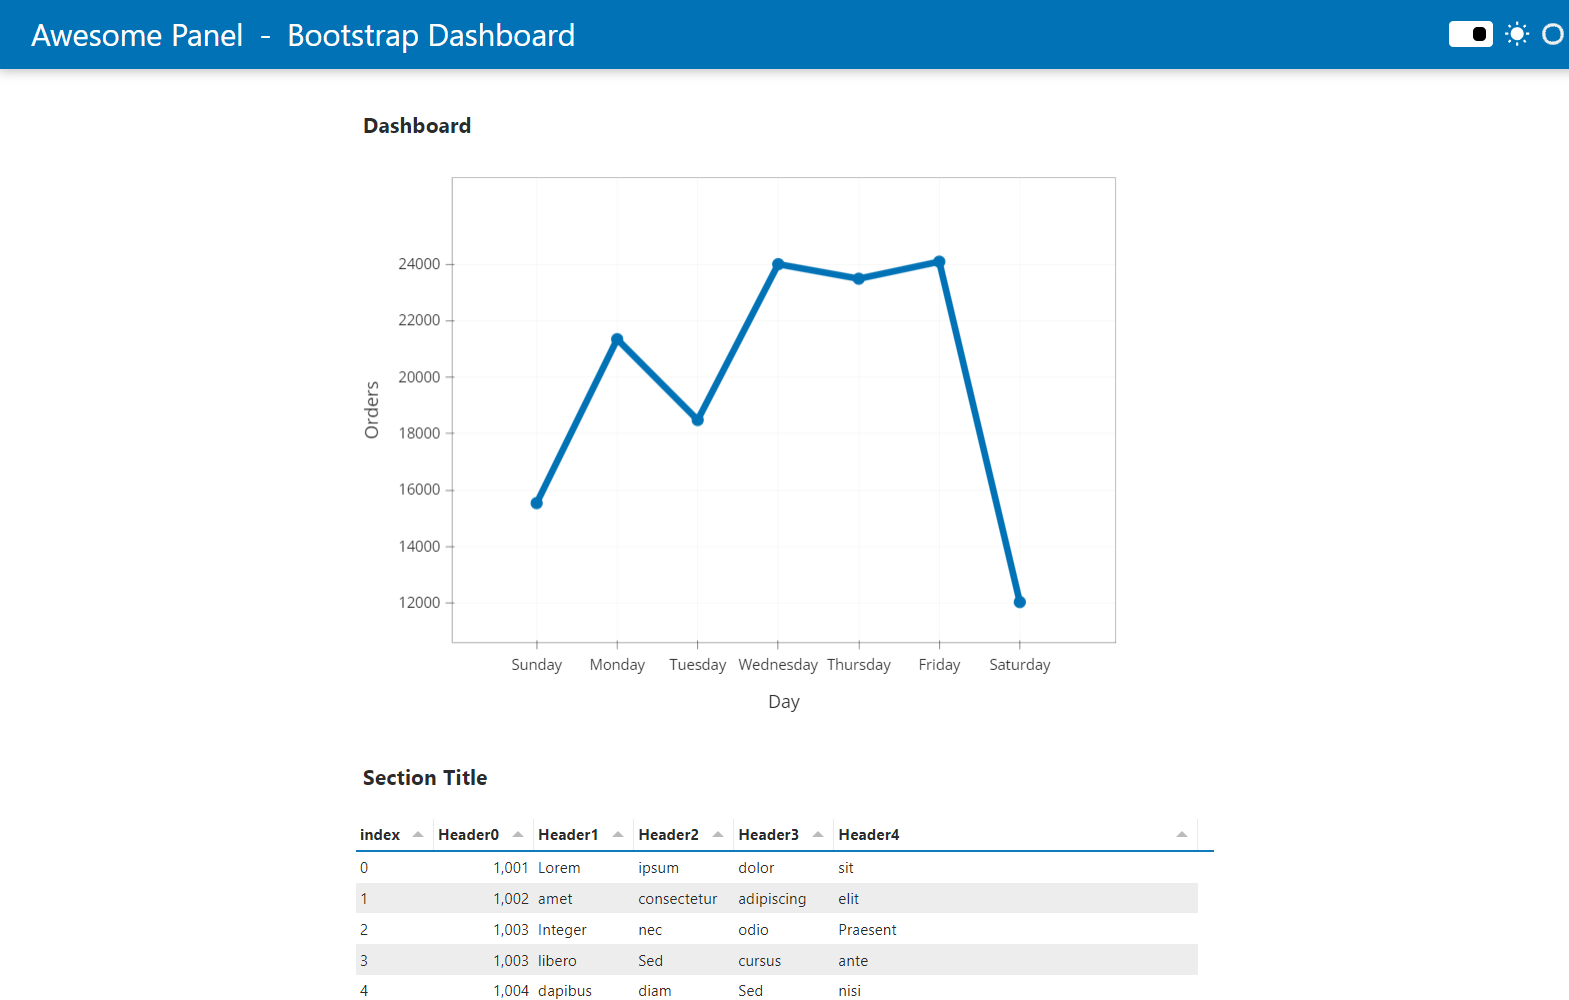 Awesome Panel - Bootstrap Dashboard
Dashboard
24000
22000
20000
18000
16000
14000
12000
Orders
Sunday Monday Tuesday Wednesday Thursday Friday Saturday
Day
Section Title
index Header0 Header1 Header2 Header3 Header4
0 1,001 Lorem ipsum dolor sit
1 1,002 amet consectetur adipiscing elit
2 1,003 Integer nec odio Praesent
3 1,003 libero Sed cursus ante
4 1,004 dapibus diam Sed nisi